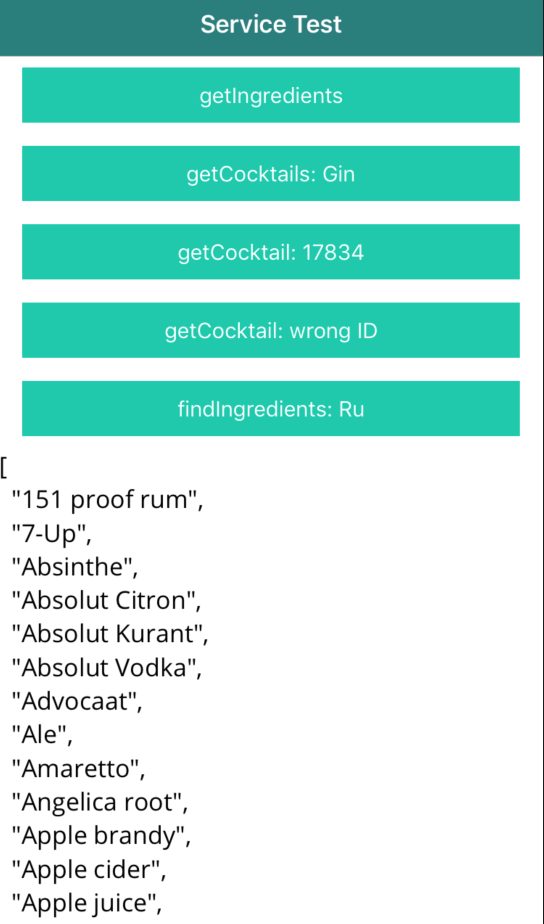 Service Test
getIngredients
getCocktails: Gin
getCocktail: 17834
getCocktail: wrong ID
findIngredients: Ru
[
"151 proof rum",
"7-Up",
"Absinthe",
"Absolut Citron",
"Absolut Kurant",
"Absolut Vodka",
"Advocaat",
"Ale",
"Amaretto",
"Angelica root",
"Apple brandy",
"Apple cider",
"Apple juice",